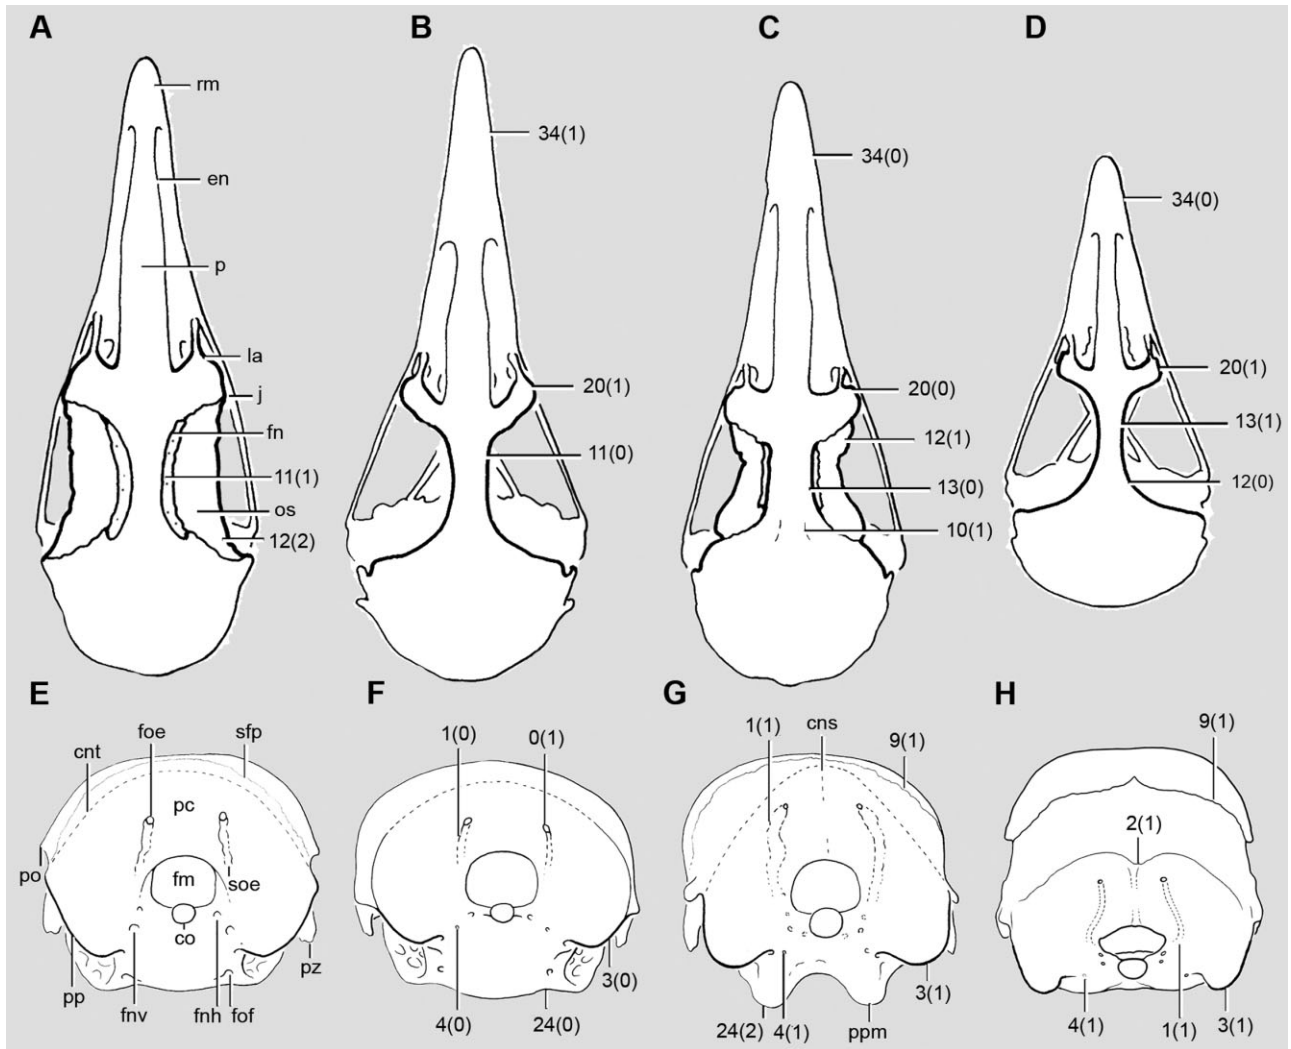 A
B
C
D
rm
en
p
la
j
fn
11(1)
os
12(2)
34(1)
20(1)
11(0)
34(0)
20(0)
12(1)
13(0)
10(1)
34(0)
20(1)
13(1)
12(0)
E
F
G
H
foe
sfp
cnt
pc
po
fm
soe
co
pp
pz
fnv
fnh
fof
1(0)
0(1)
3(0)
4(0)
24(0)
1(1)
cns
9(1)
3(1)
24(2)
4(1)
ppm
9(1)
2(1)
4(1)
1(1)
3(1)